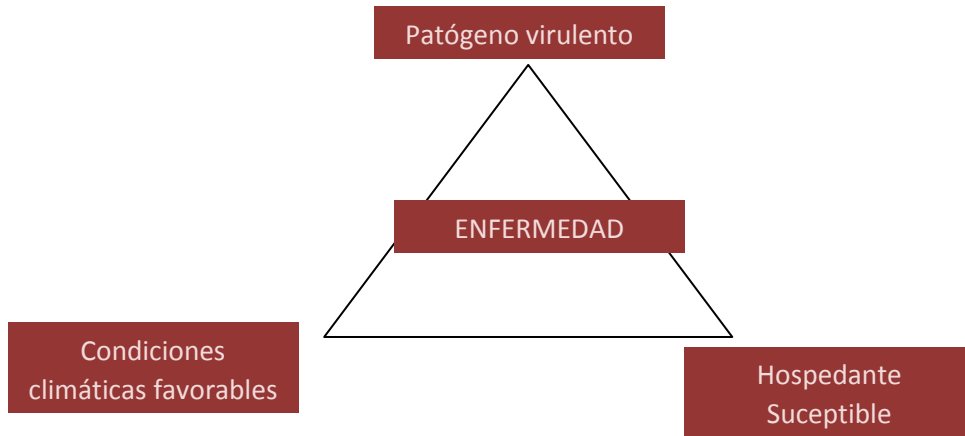 Patógeno virulento
ENFERMEDAD
Condiciones
climáticas favorables
Hospedante
Suceptible